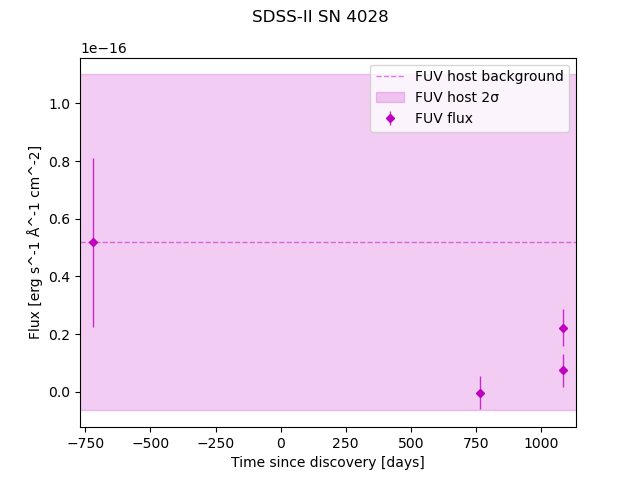 SDSS-II SN 4028
1e−16
FUV host background
FUV host 2σ
FUV flux
1.0
0.8
0.6
0.4
0.2
0.0
Flux [erg s^-1 Å^-1 cm^-2]
−750 −500 −250 0 250 500 750 1000
Time since discovery [days]